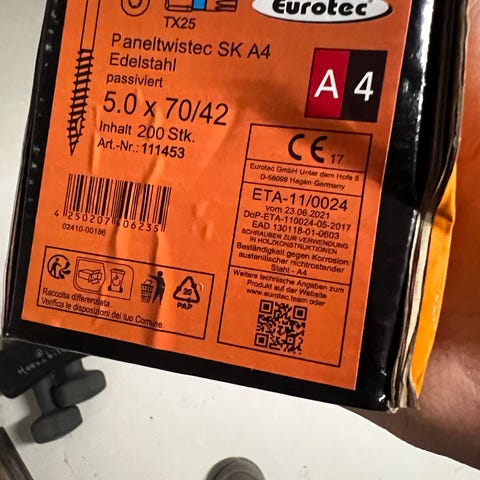 Eurotec
TX25
Paneltwistec SK A4
Edelstahl
passiviert
A4
5.0 x 70/42
Inhalt 200 Stk.
Art.-Nr.: 111453
CE 17
Eurotec GmbH·Unter dem Hofe 5
D-58099 Hagen·Germany
ETA-11/0024
vom 23.06.2021
DoP-ETA-110024-05-2017
EAD 130118-01-0603
SCHRAUBEN ZUR VERWENDUNG
IN HOLZKONSTRUKTIONEN
Beständigkeit gegen Korrosion:
austenitischer nichtrostender
Stahl - A4
4 250207 406235
02410-00186
Weitere technische Angaben zum
Produkt auf der Website
www.eurotec.team oder
20
PAP
Raccolta differenziata.
Verifica le disposizioni del tuo Comune.